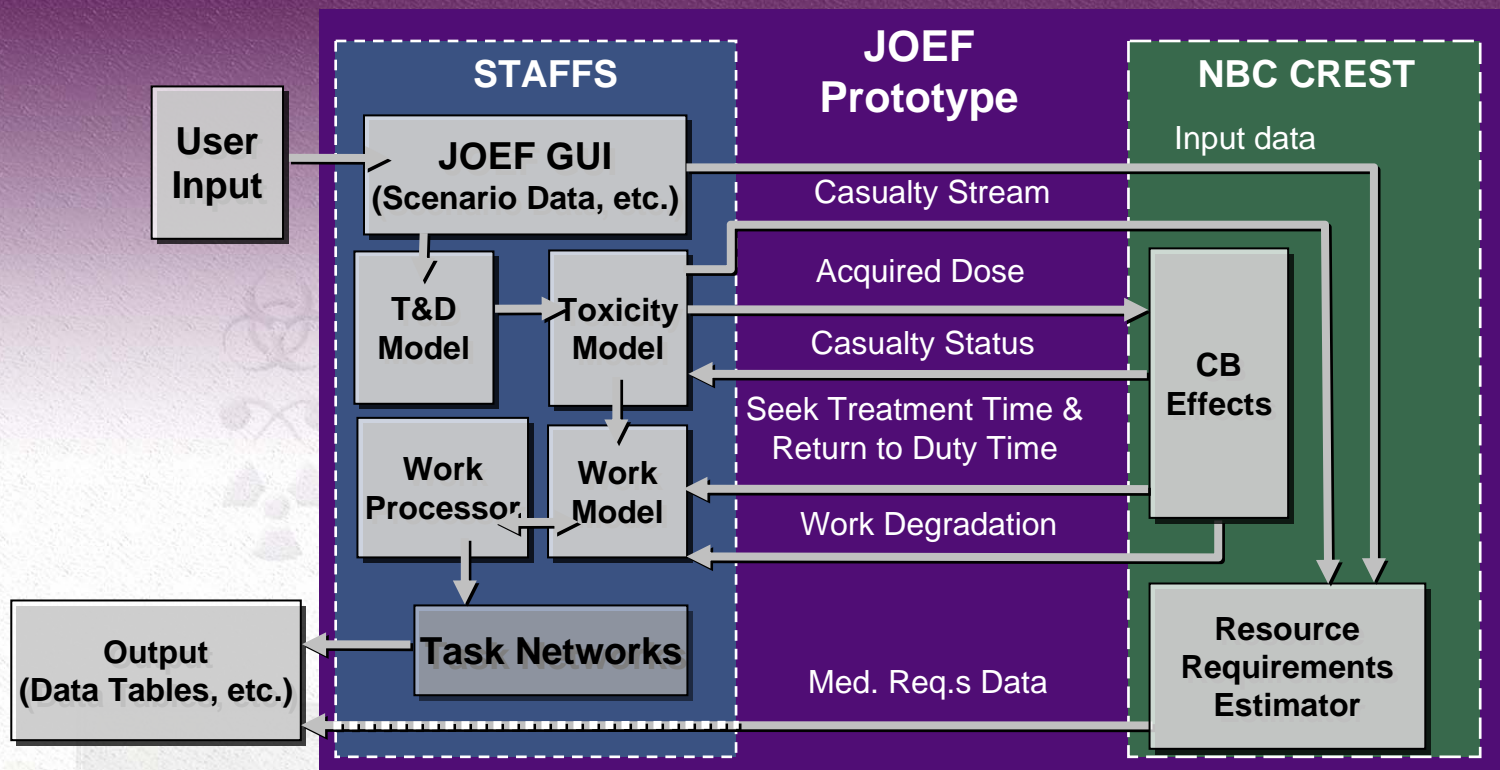 JOEF
Prototype
STAFFS
NBC CREST
User
Input
JOEF GUI
(Scenario Data, etc.)
Input data
Casualty Stream
T&D
Model
Toxicity
Model
Acquired Dose
Casualty Status
CB
Effects
Seek Treatment Time &
Return to Duty Time
Work
Processor
Work
Model
Work Degradation
Task Networks
Output
(Data Tables, etc.)
Med. Req.s Data
Resource
Requirements
Estimator